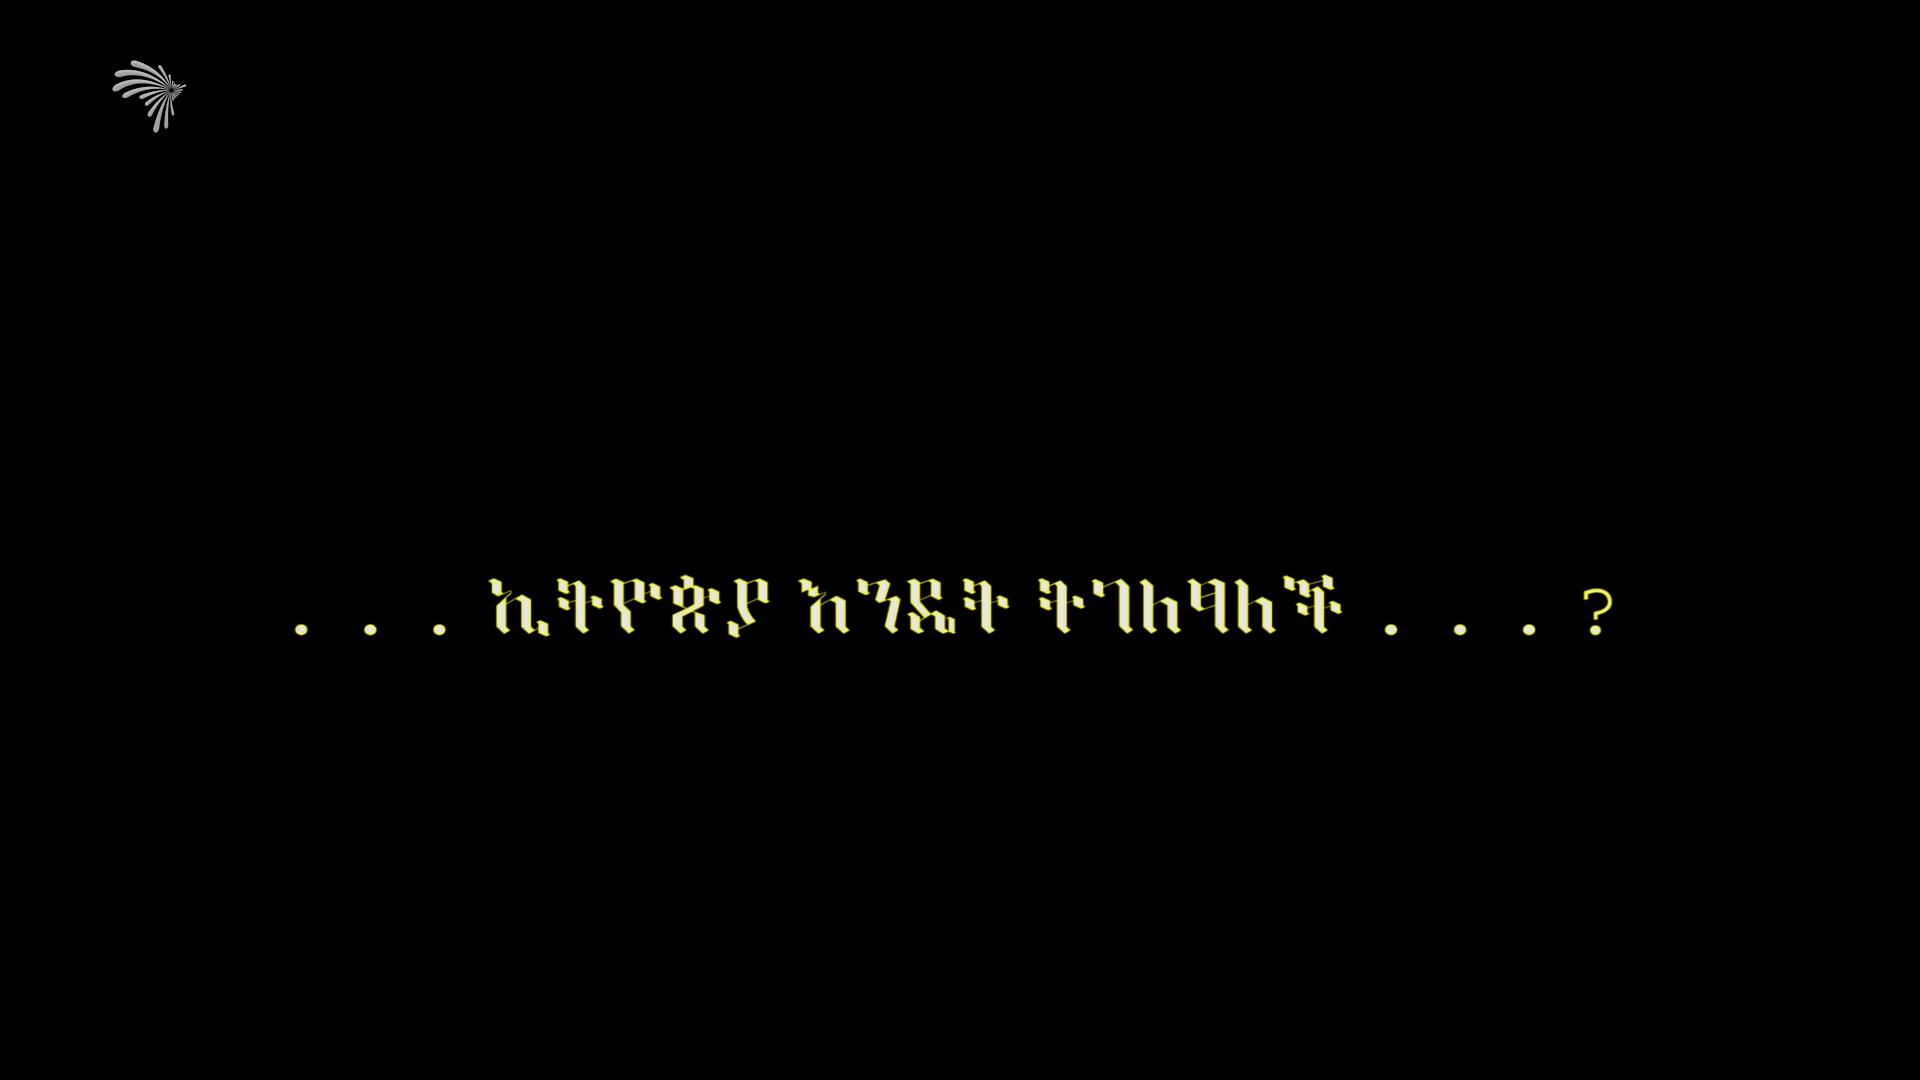 . . . ኢትዮጵያ እንዴት ትገለፃለች . . . ?